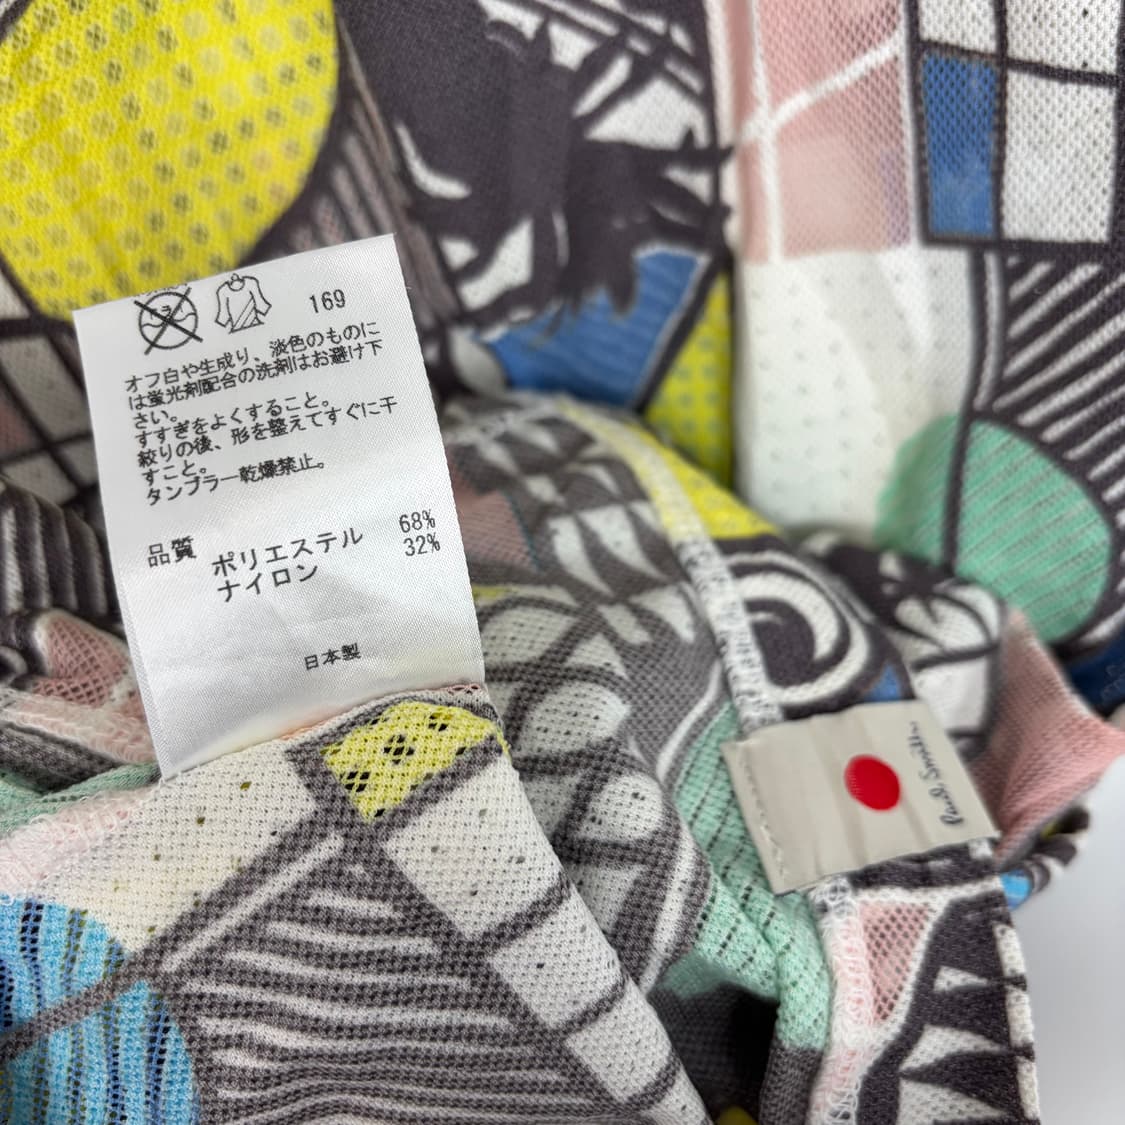 169
オフ白や生成り、淡色のものに
は蛍光剤配合の洗剤はお避け下
さい。
すすぎをよくすること。
絞りの後、形を整えてすぐに干
すこと。
タンブラー乾燥禁止。
品質 ポリエステル 68%
ナイロン 32%
日本製
Paul Smith